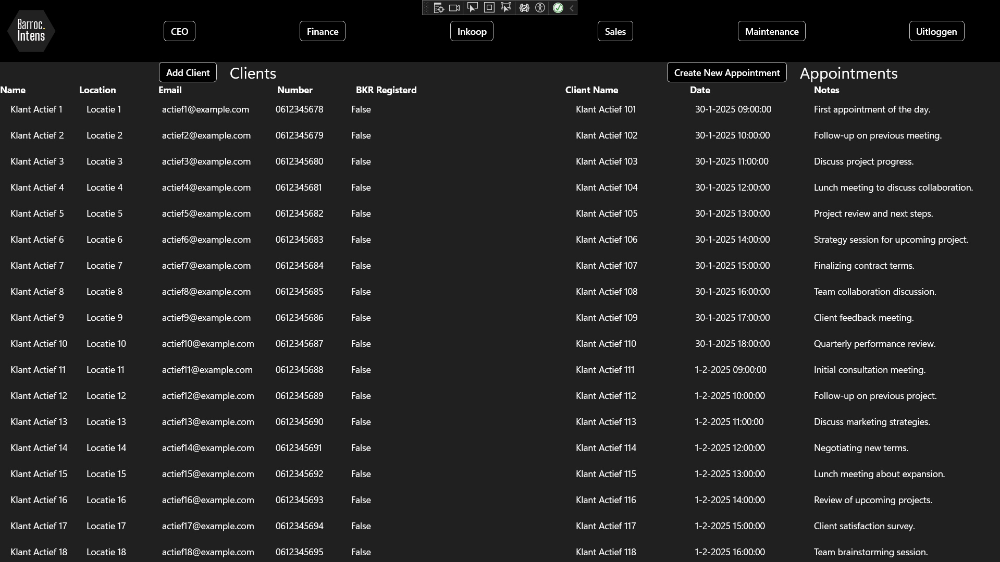 Barroc.
Intens
CEO Finance Inkoop Sales Maintenance Uitloggen
Add Client Clients Create New Appointment Appointments
Name Location Email Number BKR Registerd Client Name Date Notes
Klant Actief 1 Locatie 1 actief1@example.com 0612345678 False Klant Actief 101 30-1-2025 09:00:00 First appointment of the day.
Klant Actief 2 Locatie 2 actief2@example.com 0612345679 False Klant Actief 102 30-1-2025 10:00:00 Follow-up on previous meeting.
Klant Actief 3 Locatie 3 actief3@example.com 0612345680 False Klant Actief 103 30-1-2025 11:00:00 Discuss project progress.
Klant Actief 4 Locatie 4 actief4@example.com 0612345681 False Klant Actief 104 30-1-2025 12:00:00 Lunch meeting to discuss collaboration.
Klant Actief 5 Locatie 5 actief5@example.com 0612345682 False Klant Actief 105 30-1-2025 13:00:00 Project review and next steps.
Klant Actief 6 Locatie 6 actief6@example.com 0612345683 False Klant Actief 106 30-1-2025 14:00:00 Strategy session for upcoming project.
Klant Actief 7 Locatie 7 actief7@example.com 0612345684 False Klant Actief 107 30-1-2025 15:00:00 Finalizing contract terms.
Klant Actief 8 Locatie 8 actief8@example.com 0612345685 False Klant Actief 108 30-1-2025 16:00:00 Team collaboration discussion.
Klant Actief 9 Locatie 9 actief9@example.com 0612345686 False Klant Actief 109 30-1-2025 17:00:00 Client feedback meeting.
Klant Actief 10 Locatie 10 actief10@example.com 0612345687 False Klant Actief 110 30-1-2025 18:00:00 Quarterly performance review.
Klant Actief 11 Locatie 11 actief11@example.com 0612345688 False Klant Actief 111 1-2-2025 09:00:00 Initial consultation meeting.
Klant Actief 12 Locatie 12 actief12@example.com 0612345689 False Klant Actief 112 1-2-2025 10:00:00 Follow-up on previous project.
Klant Actief 13 Locatie 13 actief13@example.com 0612345690 False Klant Actief 113 1-2-2025 11:00:00 Discuss marketing strategies.
Klant Actief 14 Locatie 14 actief14@example.com 0612345691 False Klant Actief 114 1-2-2025 12:00:00 Negotiating new terms.
Klant Actief 15 Locatie 15 actief15@example.com 0612345692 False Klant Actief 115 1-2-2025 13:00:00 Lunch meeting about expansion.
Klant Actief 16 Locatie 16 actief16@example.com 0612345693 False Klant Actief 116 1-2-2025 14:00:00 Review of upcoming projects.
Klant Actief 17 Locatie 17 actief17@example.com 0612345694 False Klant Actief 117 1-2-2025 15:00:00 Client satisfaction survey.
Klant Actief 18 Locatie 18 actief18@example.com 0612345695 False Klant Actief 118 1-2-2025 16:00:00 Team brainstorming session.